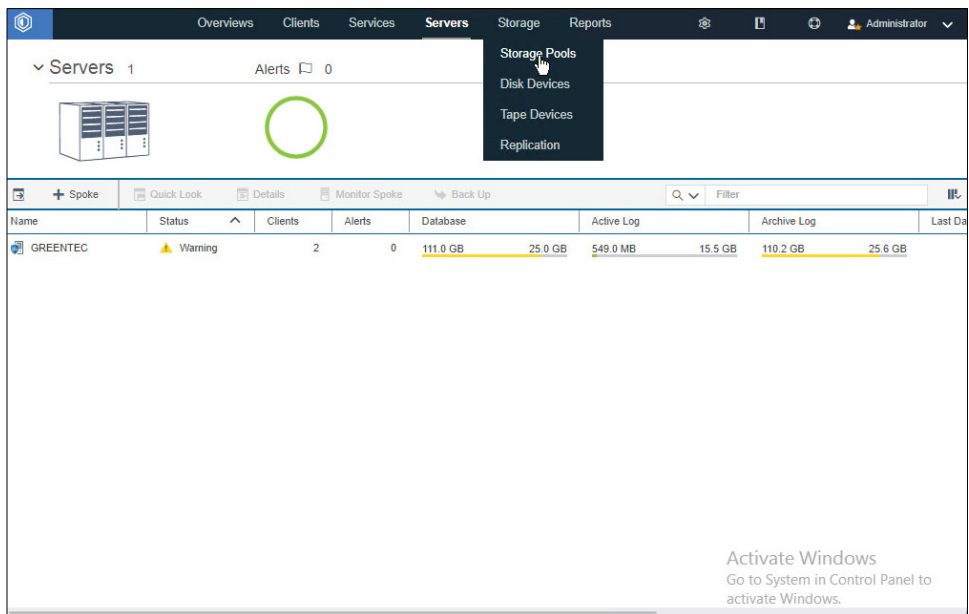 Overviews Clients Services Servers Storage Reports Administrator
Storage Pools
Disk Devices
Tape Devices
Replication
Servers 1 Alerts 0
+ Spoke Quick Look Details Monitor Spoke Back Up Filter
Name Status Clients Alerts Database Active Log Archive Log Last Da
GREENTEC Warning 2 0 111.0 GB 25.0 GB 549.0 MB 15.5 GB 110.2 GB 25.6 GB
Activate Windows
Go to System in Control Panel to
activate Windows.